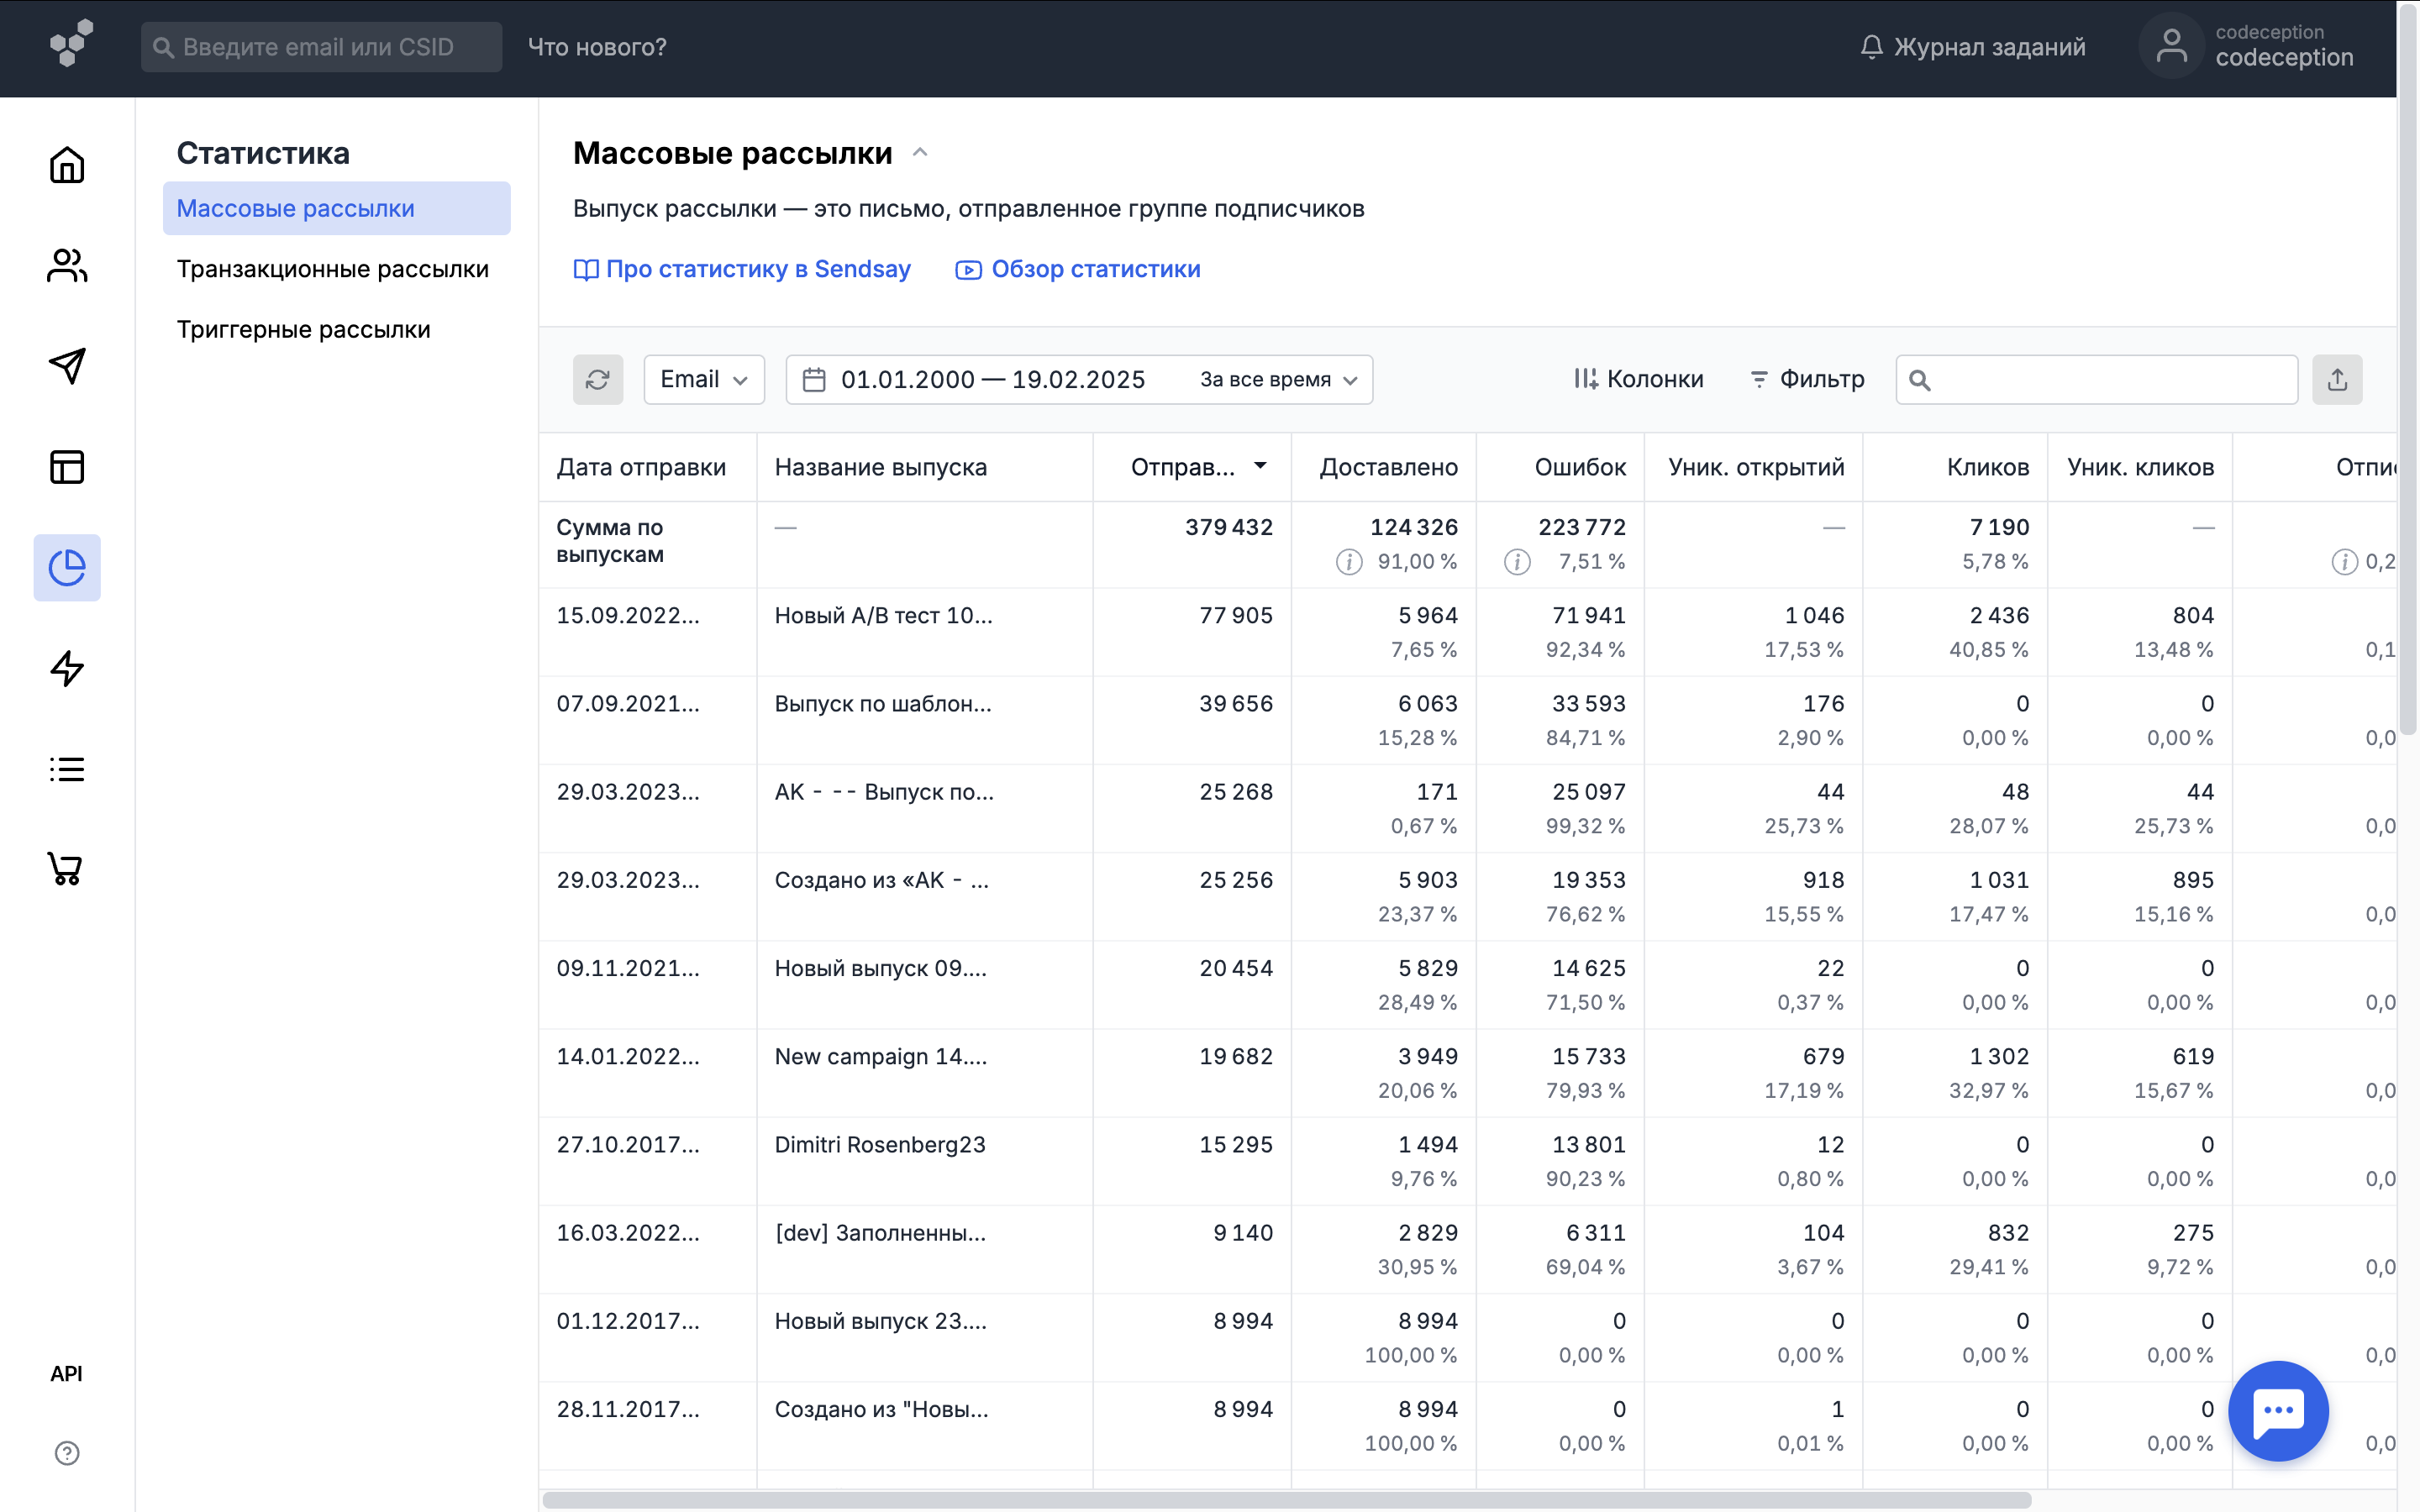 Введите email или CSID
Что нового?
Журнал заданий
codeception
codeception
Статистика
Массовые рассылки
Транзакционные рассылки
Триггерные рассылки
API
Массовые рассылки
Выпуск рассылки — это письмо, отправленное группе подписчиков
Про статистику в Sendsay Обзор статистики
Email 01.01.2000 — 19.02.2025 За все время Колонки Фильтр
Дата отправки Название выпуска Отправ... Доставлено Ошибок Уник. открытий Кликов Уник. кликов Отпис
Сумма по выпускам — 379 432 124 326 223 772 — 7 190 —
91,00 % 7,51 % 5,78 % 0,2
15.09.2022... Новый A/B тест 10... 77 905 5 964 71 941 1 046 2 436 804
7,65 % 92,34 % 17,53 % 40,85 % 13,48 % 0,1
07.09.2021... Выпуск по шаблон... 39 656 6 063 33 593 176 0 0
15,28 % 84,71 % 2,90 % 0,00 % 0,00 % 0,0
29.03.2023... AK - -- Выпуск по... 25 268 171 25 097 44 48 44
0,67 % 99,32 % 25,73 % 28,07 % 25,73 % 0,0
29.03.2023... Создано из «AK - ... 25 256 5 903 19 353 918 1 031 895
23,37 % 76,62 % 15,55 % 17,47 % 15,16 % 0,0
09.11.2021... Новый выпуск 09.... 20 454 5 829 14 625 22 0 0
28,49 % 71,50 % 0,37 % 0,00 % 0,00 % 0,0
14.01.2022... New campaign 14.... 19 682 3 949 15 733 679 1 302 619
20,06 % 79,93 % 17,19 % 32,97 % 15,67 % 0,0
27.10.2017... Dimitri Rosenberg23 15 295 1 494 13 801 12 0 0
9,76 % 90,23 % 0,80 % 0,00 % 0,00 % 0,0
16.03.2022... [dev] Заполненны... 9 140 2 829 6 311 104 832 275
30,95 % 69,04 % 3,67 % 29,41 % 9,72 % 0,0
01.12.2017... Новый выпуск 23.... 8 994 8 994 0 0 0 0
100,00 % 0,00 % 0,00 % 0,00 % 0,00 % 0,0
28.11.2017... Создано из "Новы... 8 994 8 994 0 1 0 0
100,00 % 0,00 % 0,01 % 0,00 % 0,00 % 0,0